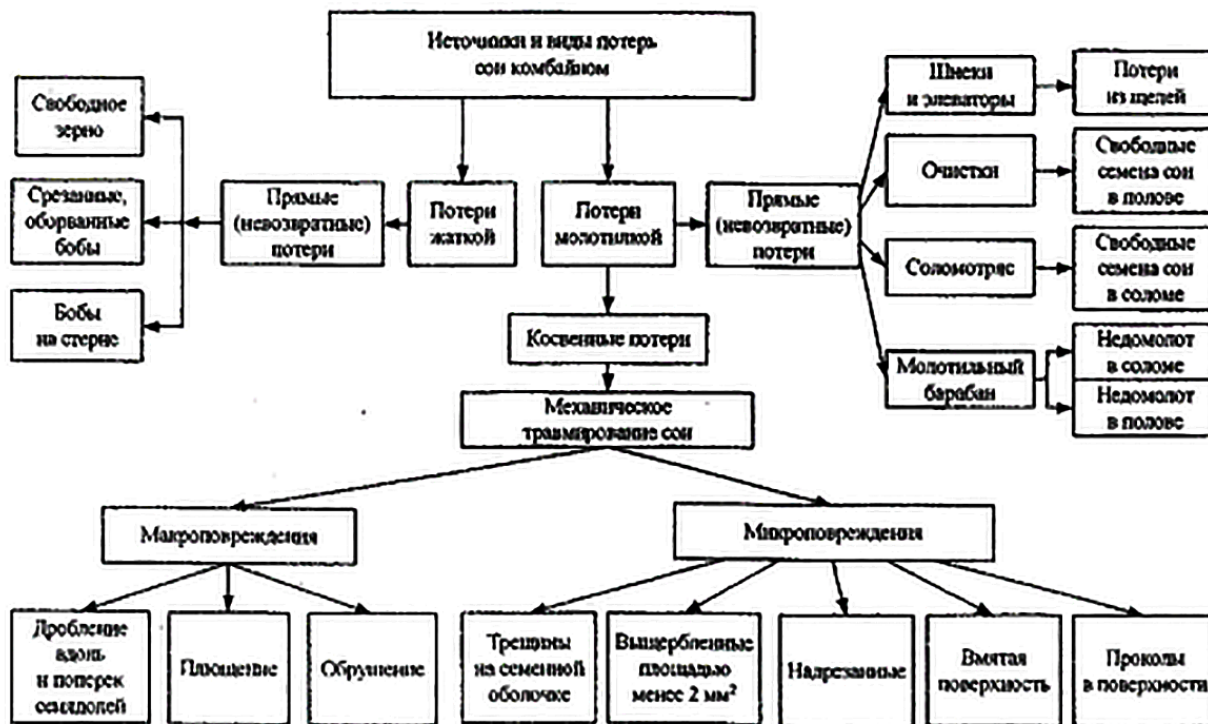 Источники и виды потерь
сои комбайном
Свободное
зерно
Срезанные,
оборванные
бобы
Бобы
на стерне
Прямые
(невозвратные)
потери
Потери
жаткой
Потери
молотилкой
Прямые
(невозвратные)
потери
Шнеки
и элеваторы
Потери
из щелей
Очистки
Свободные
семена сои
в полове
Соломотряс
Свободные
семена сои
в соломе
Молотильный
барабан
Недомолот
в соломе
Недомолот
в полове
Косвенные потери
Механическое
травмирование сои
Макроповреждения
Микроповреждения
Дробление
вдоль
и поперек
семядолей
Плющение
Обрушение
Трещины
на семенной
оболочке
Выщербленные
площадью
менее 2 мм²
Надрезанные
Вмятая
поверхность
Проколы
в поверхности